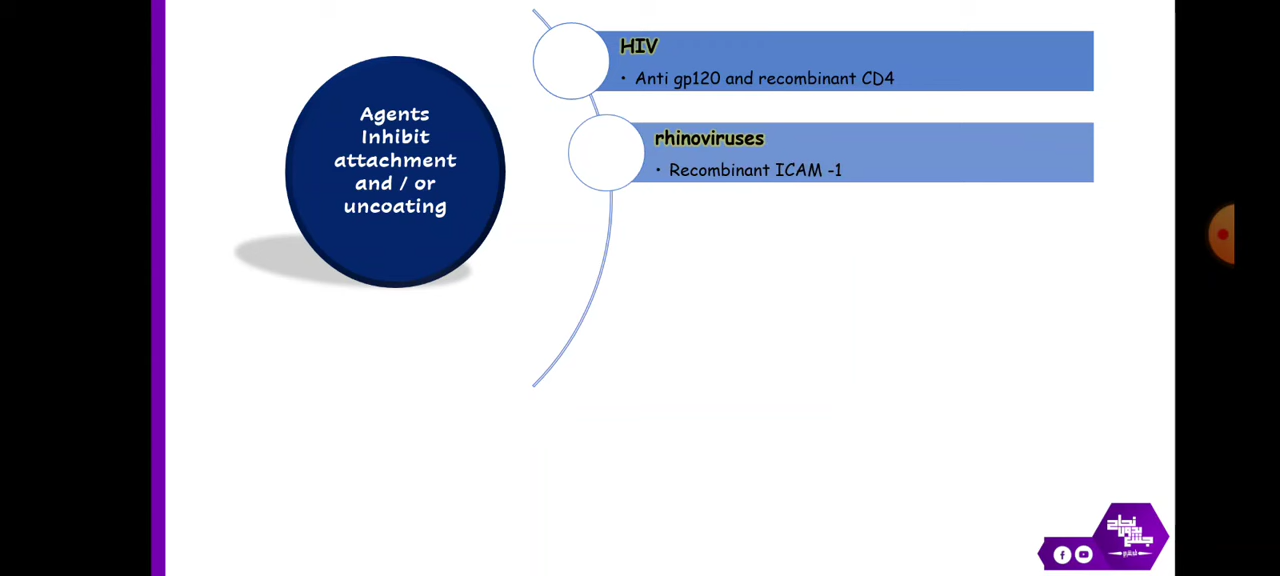 Agents
Inhibit
attachment
and / or
uncoating
HIV
• Anti gp120 and recombinant CD4
rhinoviruses
• Recombinant ICAM -1